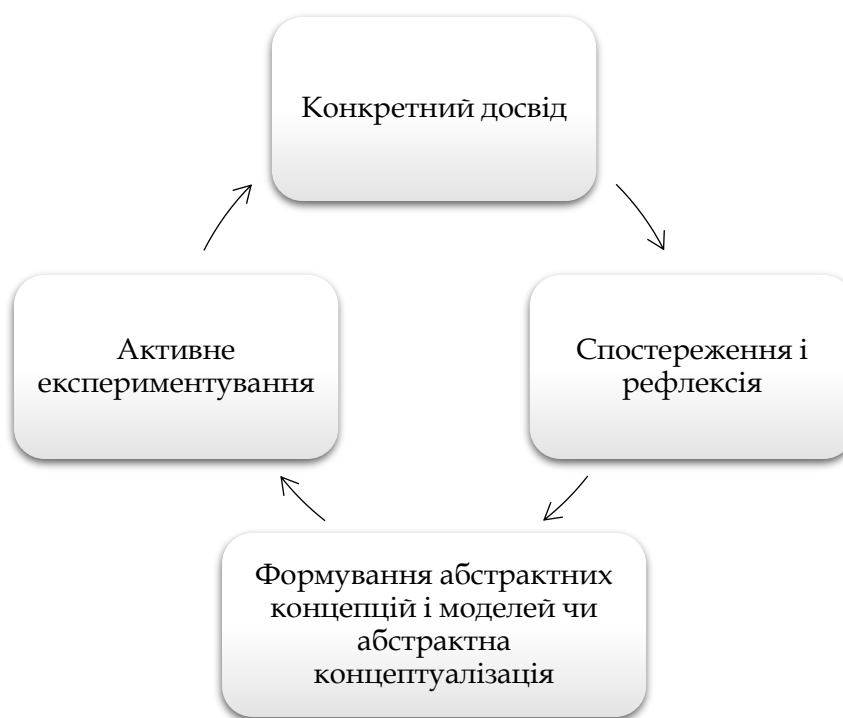 Конкретний досвід
Активне
експериментування
Спостереження і
рефлексія
Формування абстрактних
концепцій і моделей чи
абстрактна
концептуалізація